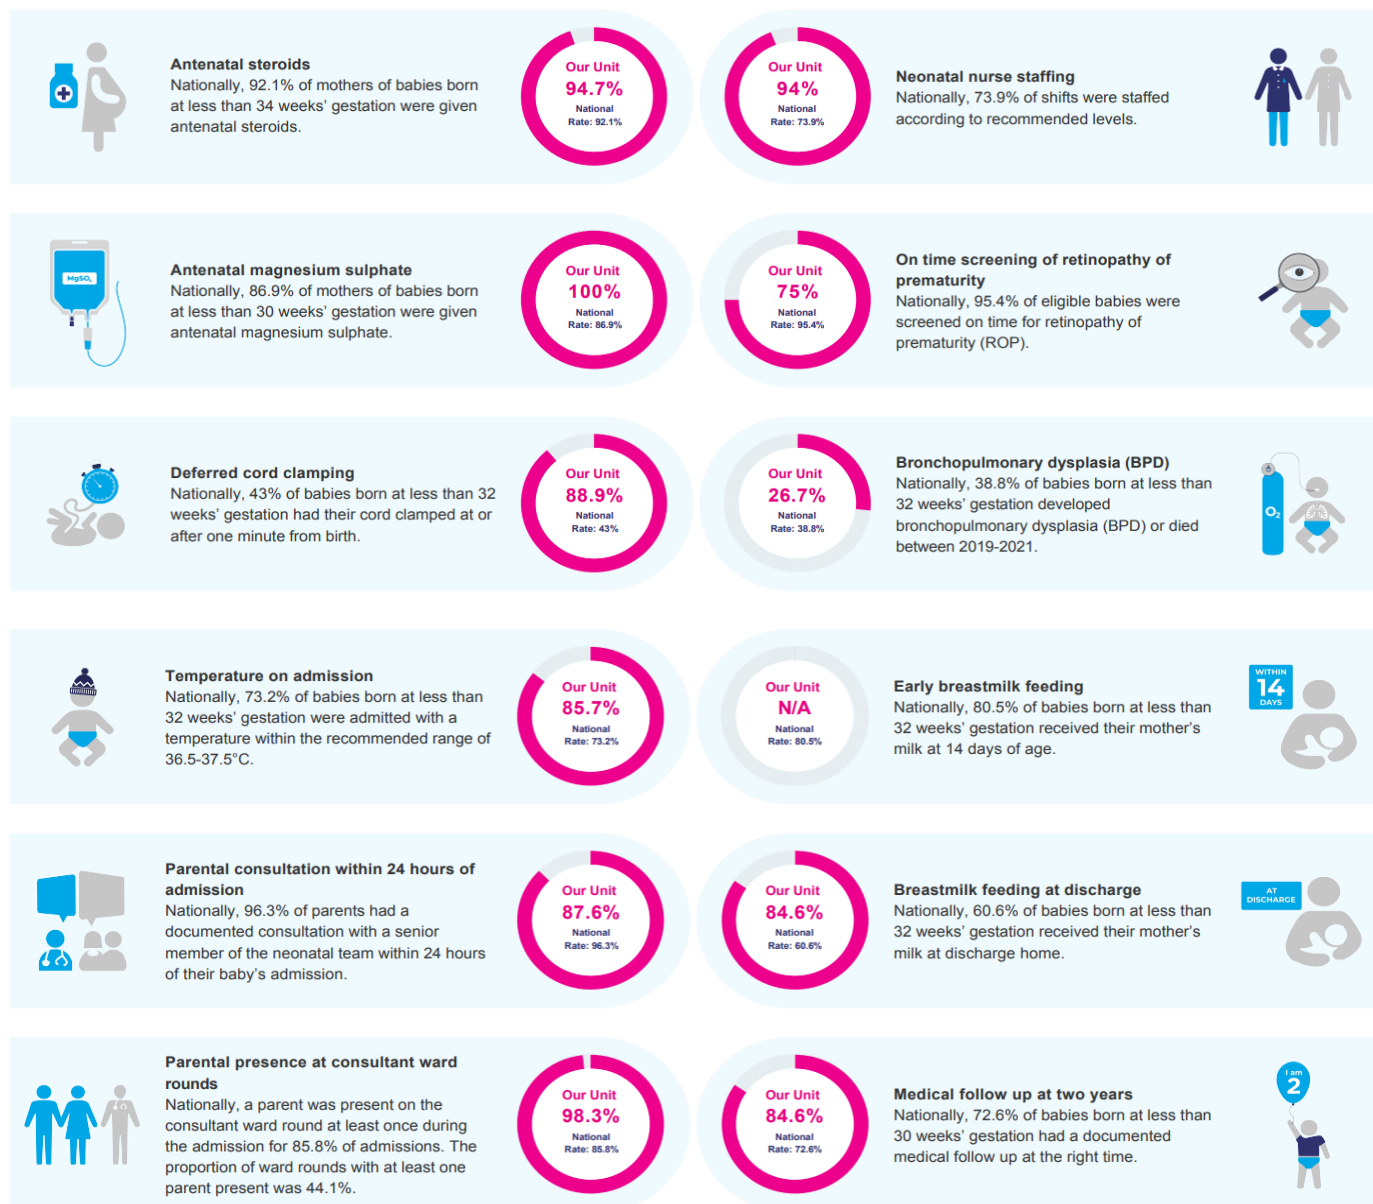 Antenatal steroids
Nationally, 92.1% of mothers of babies born
at less than 34 weeks' gestation were given
antenatal steroids.
Our Unit
94.7%
National
Rate: 92.1%
Our Unit
94%
National
Rate: 73.9%
Neonatal nurse staffing
Nationally, 73.9% of shifts were staffed
according to recommended levels.
MgSO₄
Antenatal magnesium sulphate
Nationally, 86.9% of mothers of babies born
at less than 30 weeks' gestation were given
antenatal magnesium sulphate.
Our Unit
100%
National
Rate: 86.9%
Our Unit
75%
National
Rate: 95.4%
On time screening of retinopathy of
prematurity
Nationally, 95.4% of eligible babies were
screened on time for retinopathy of
prematurity (ROP).
Deferred cord clamping
Nationally, 43% of babies born at less than 32
weeks' gestation had their cord clamped at or
after one minute from birth.
Our Unit
88.9%
National
Rate: 43%
Our Unit
26.7%
National
Rate: 38.8%
Bronchopulmonary dysplasia (BPD)
Nationally, 38.8% of babies born at less than
32 weeks' gestation developed
bronchopulmonary dysplasia (BPD) or died
between 2019-2021.
O₂
Temperature on admission
Nationally, 73.2% of babies born at less than
32 weeks' gestation were admitted with a
temperature within the recommended range of
36.5-37.5°C.
Our Unit
85.7%
National
Rate: 73.2%
Our Unit
N/A
National
Rate: 80.5%
Early breastmilk feeding
Nationally, 80.5% of babies born at less than
32 weeks' gestation received their mother's
milk at 14 days of age.
WITHIN
14
DAYS
Parental consultation within 24 hours of
admission
Nationally, 96.3% of parents had a
documented consultation with a senior
member of the neonatal team within 24 hours
of their baby's admission.
Our Unit
87.6%
National
Rate: 96.3%
Our Unit
84.6%
National
Rate: 60.6%
Breastmilk feeding at discharge
Nationally, 60.6% of babies born at less than
32 weeks' gestation received their mother's
milk at discharge home.
AT
DISCHARGE
Parental presence at consultant ward
rounds
Nationally, a parent was present on the
consultant ward round at least once during
the admission for 85.8% of admissions. The
proportion of ward rounds with at least one
parent present was 44.1%.
Our Unit
98.3%
National
Rate: 85.8%
Our Unit
84.6%
National
Rate: 72.6%
Medical follow up at two years
Nationally, 72.6% of babies born at less than
30 weeks' gestation had a documented
medical follow up at the right time.
I am
2